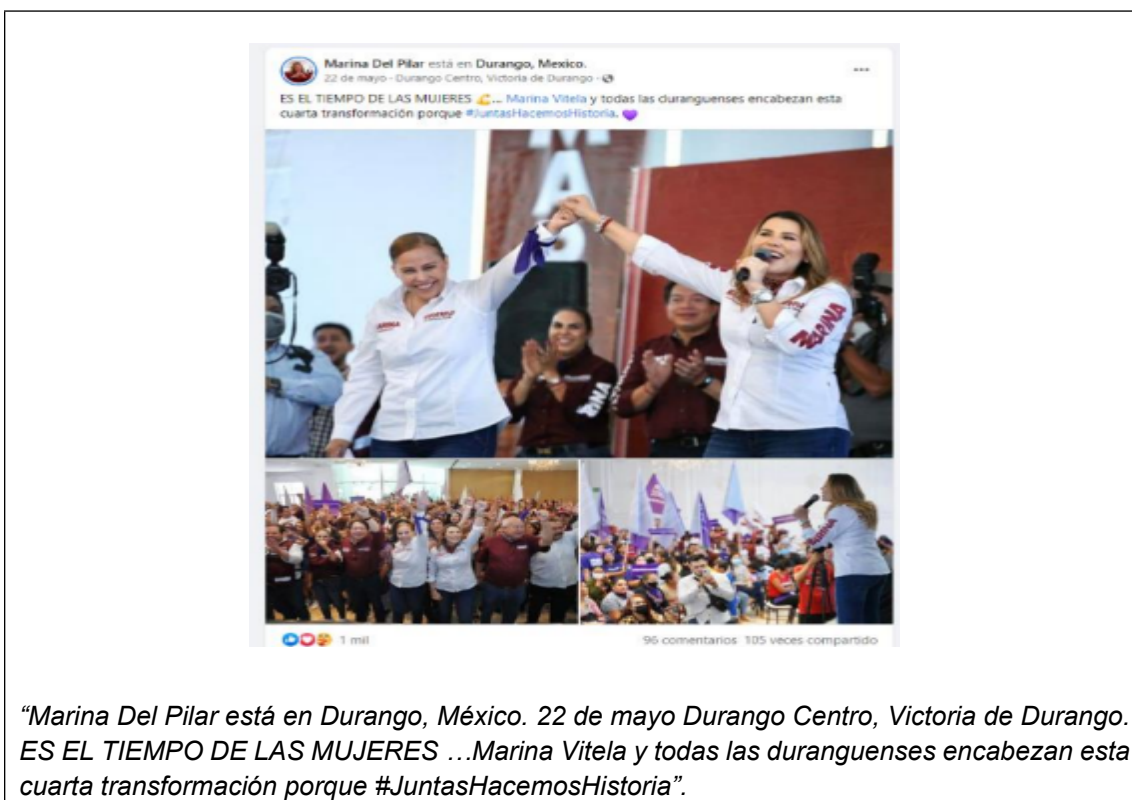 Marina Del Pilar está en Durango, Mexico.
22 de mayo · Durango Centro, Victoria de Durango ·
ES EL TIEMPO DE LAS MUJERES 💪... Marina Vitela y todas las duranguenses encabezan esta
cuarta transformación porque #JuntasHacemosHistoria. 💜
M
A
S
MARINA
DURANGO
MARINA
1 mil
96 comentarios 105 veces compartido
“Marina Del Pilar está en Durango, México. 22 de mayo Durango Centro, Victoria de Durango.
ES EL TIEMPO DE LAS MUJERES …Marina Vitela y todas las duranguenses encabezan esta
cuarta transformación porque #JuntasHacemosHistoria”.